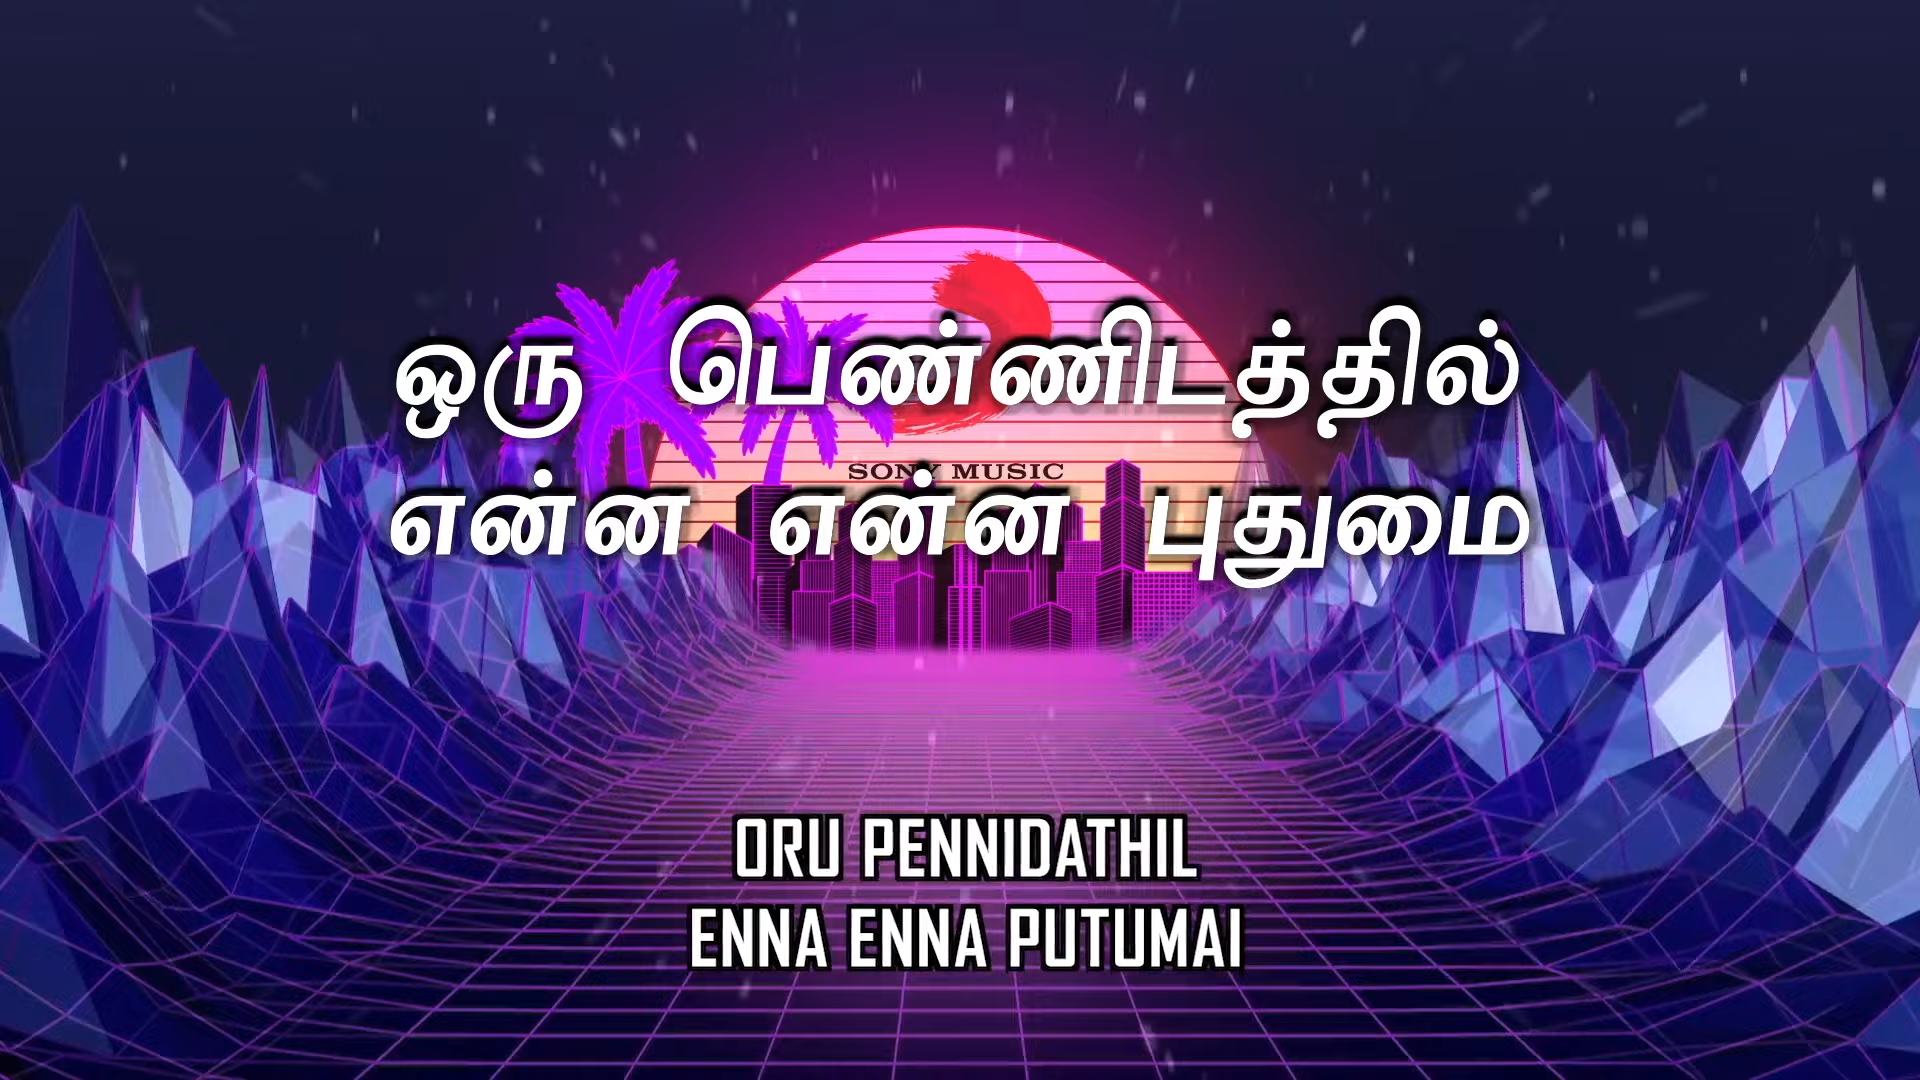 ஒரு பெண்ணிடத்தில்
SONY MUSIC
என்ன என்ன புதுமை
ORU PENNIDATHIL
ENNA ENNA PUTUMAI